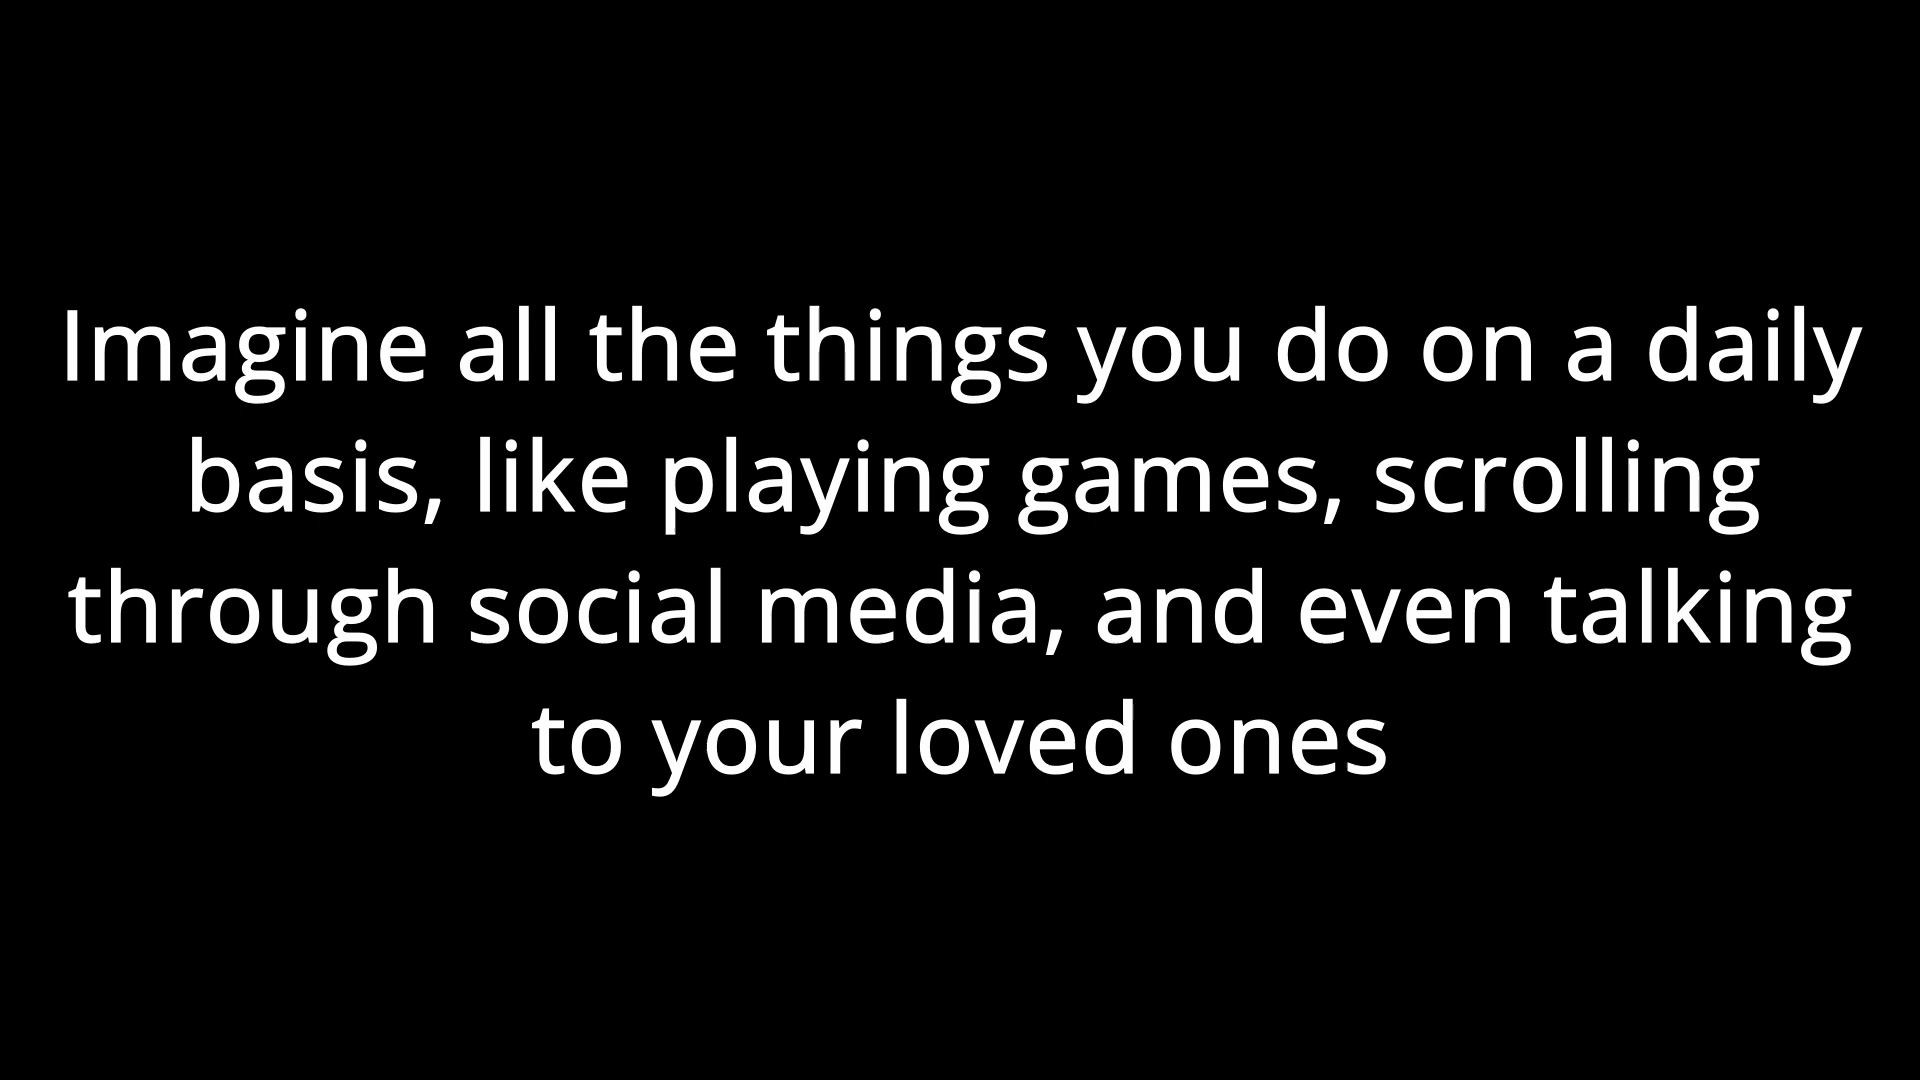 Imagine all the things you do on a daily
basis, like playing games, scrolling
through social media, and even talking
to your loved ones